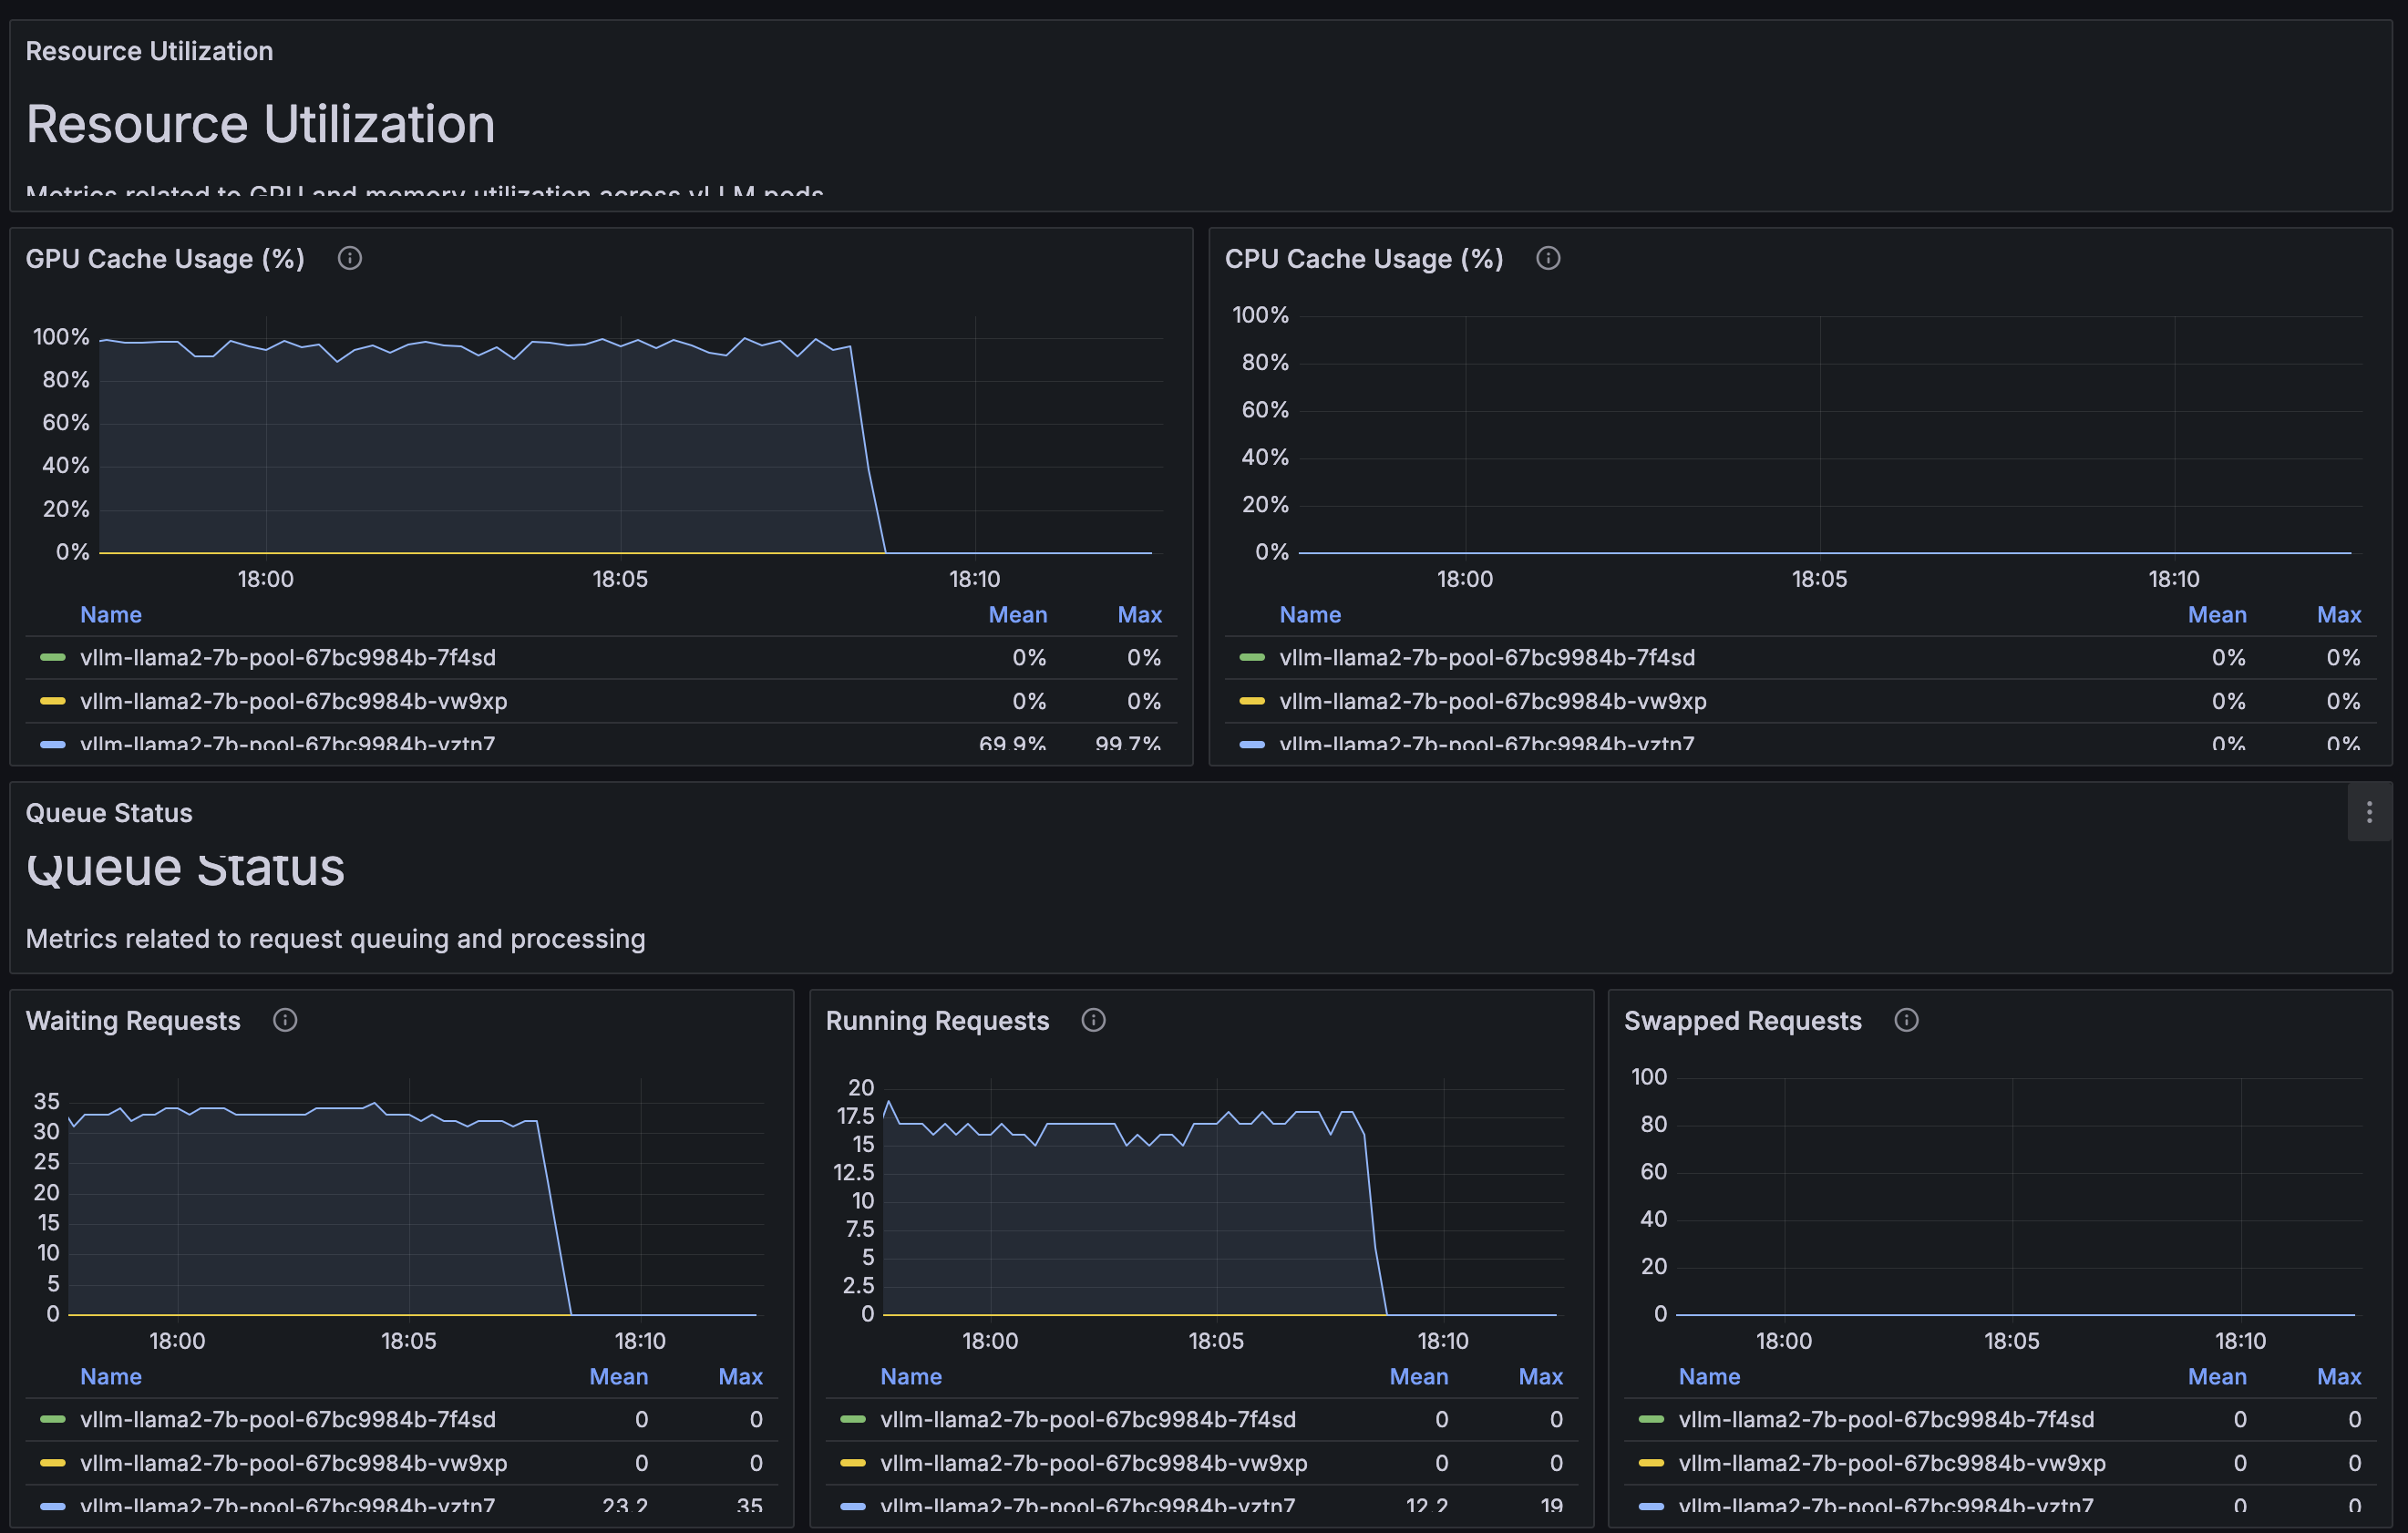 Resource Utilization
Resource Utilization
Metrics related to GPU and memory utilization across vLLM pods
GPU Cache Usage (%)
100%
80%
60%
40%
20%
0%
18:00 18:05 18:10
Name Mean Max
vllm-llama2-7b-pool-67bc9984b-7f4sd 0% 0%
vllm-llama2-7b-pool-67bc9984b-vw9xp 0% 0%
vllm-llama2-7b-pool-67bc9984b-vztn7 69.9% 99.7%
CPU Cache Usage (%)
100%
80%
60%
40%
20%
0%
18:00 18:05 18:10
Name Mean Max
vllm-llama2-7b-pool-67bc9984b-7f4sd 0% 0%
vllm-llama2-7b-pool-67bc9984b-vw9xp 0% 0%
vllm-llama2-7b-pool-67bc9984b-vztn7 0% 0%
Queue Status
Queue Status
Metrics related to request queuing and processing
Waiting Requests
35
30
25
20
15
10
5
0
18:00 18:05 18:10
Name Mean Max
vllm-llama2-7b-pool-67bc9984b-7f4sd 0 0
vllm-llama2-7b-pool-67bc9984b-vw9xp 0 0
vllm-llama2-7b-pool-67bc9984b-vztn7 23.2 35
Running Requests
20
17.5
15
12.5
10
7.5
5
2.5
0
18:00 18:05 18:10
Name Mean Max
vllm-llama2-7b-pool-67bc9984b-7f4sd 0 0
vllm-llama2-7b-pool-67bc9984b-vw9xp 0 0
vllm-llama2-7b-pool-67bc9984b-vztn7 12.2 19
Swapped Requests
100
80
60
40
20
0
18:00 18:05 18:10
Name Mean Max
vllm-llama2-7b-pool-67bc9984b-7f4sd 0 0
vllm-llama2-7b-pool-67bc9984b-vw9xp 0 0
vllm-llama2-7b-pool-67bc9984b-vztn7 0 0